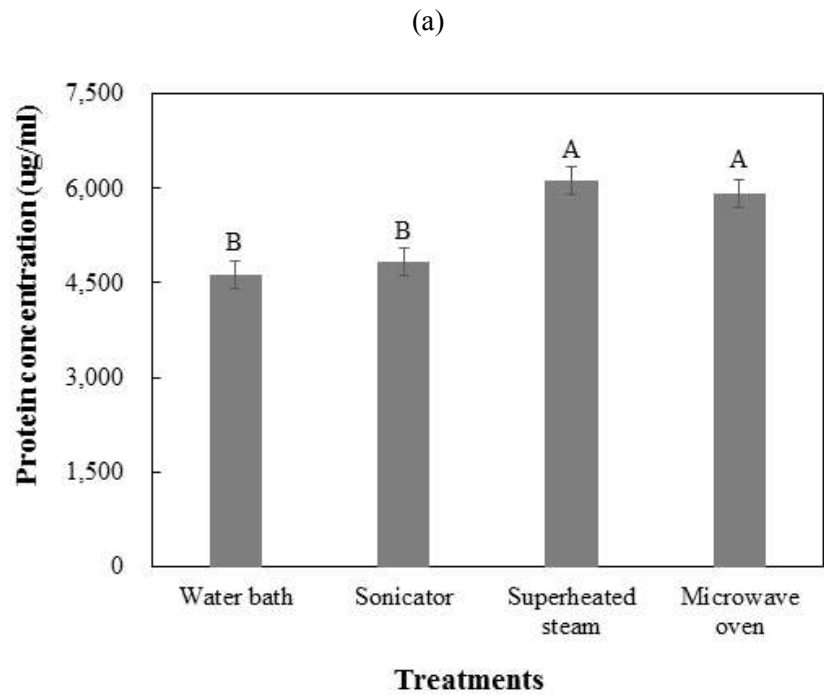 (a)
Protein concentration (ug/ml)
7,500
6,000
4,500
3,000
1,500
0
B
B
A
A
Water bath
Sonicator
Superheated
steam
Microwave
oven
Treatments